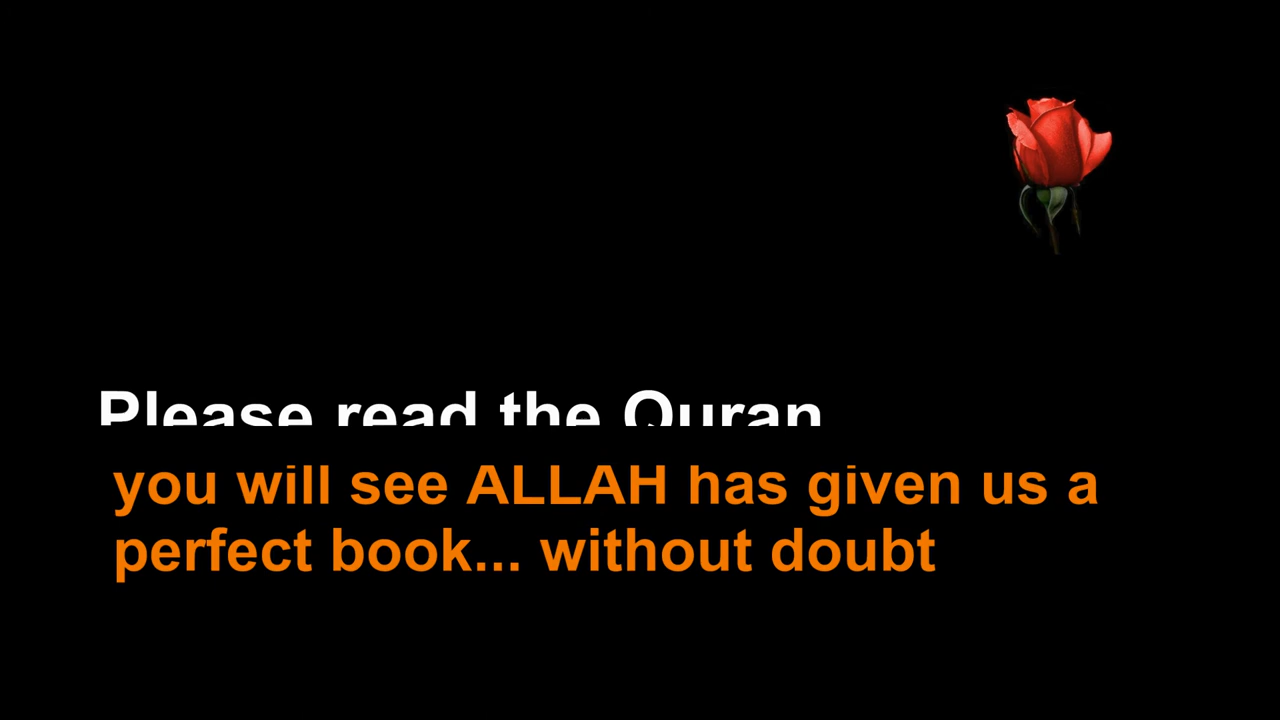 Please read the Quran
you will see ALLAH has given us a
perfect book... without doubt